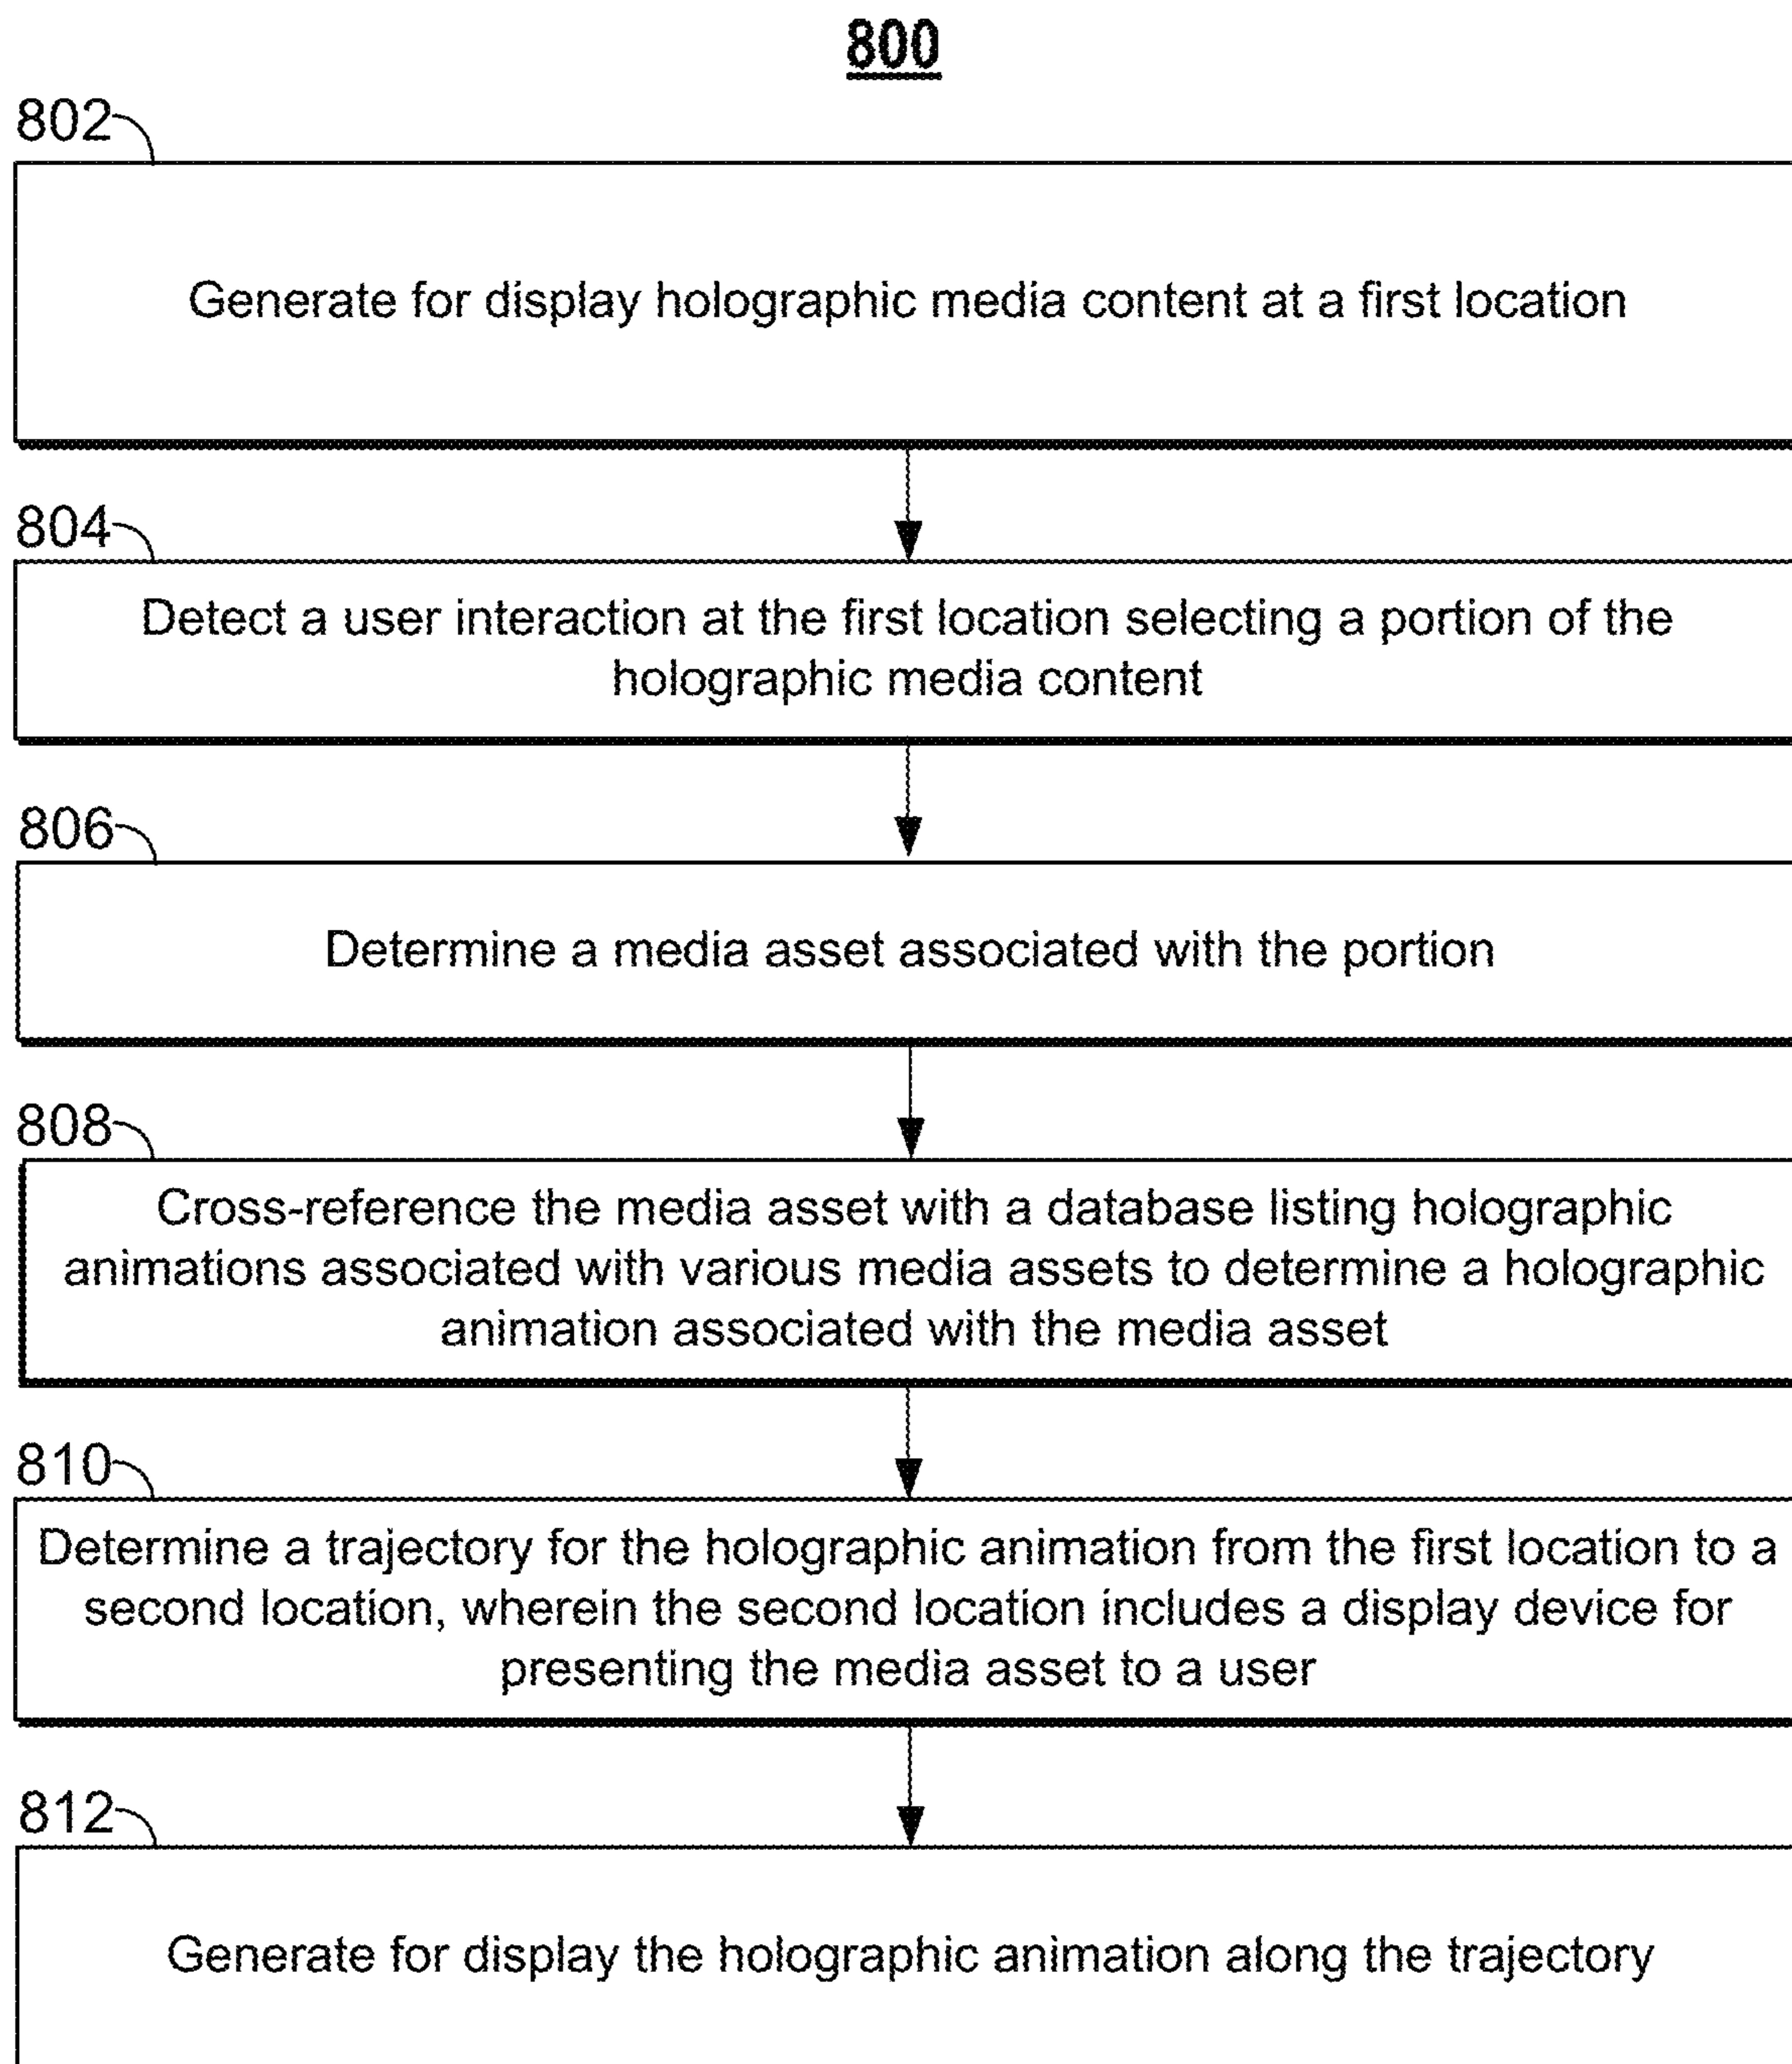 800
802
Generate for display holographic media content at a first location
804
Detect a user interaction at the first location selecting a portion of the
holographic media content
806
Determine a media asset associated with the portion
808
Cross-reference the media asset with a database listing holographic
animations associated with various media assets to determine a holographic
animation associated with the media asset
810
Determine a trajectory for the holographic animation from the first location to a
second location, wherein the second location includes a display device for
presenting the media asset to a user
812
Generate for display the holographic animation along the trajectory